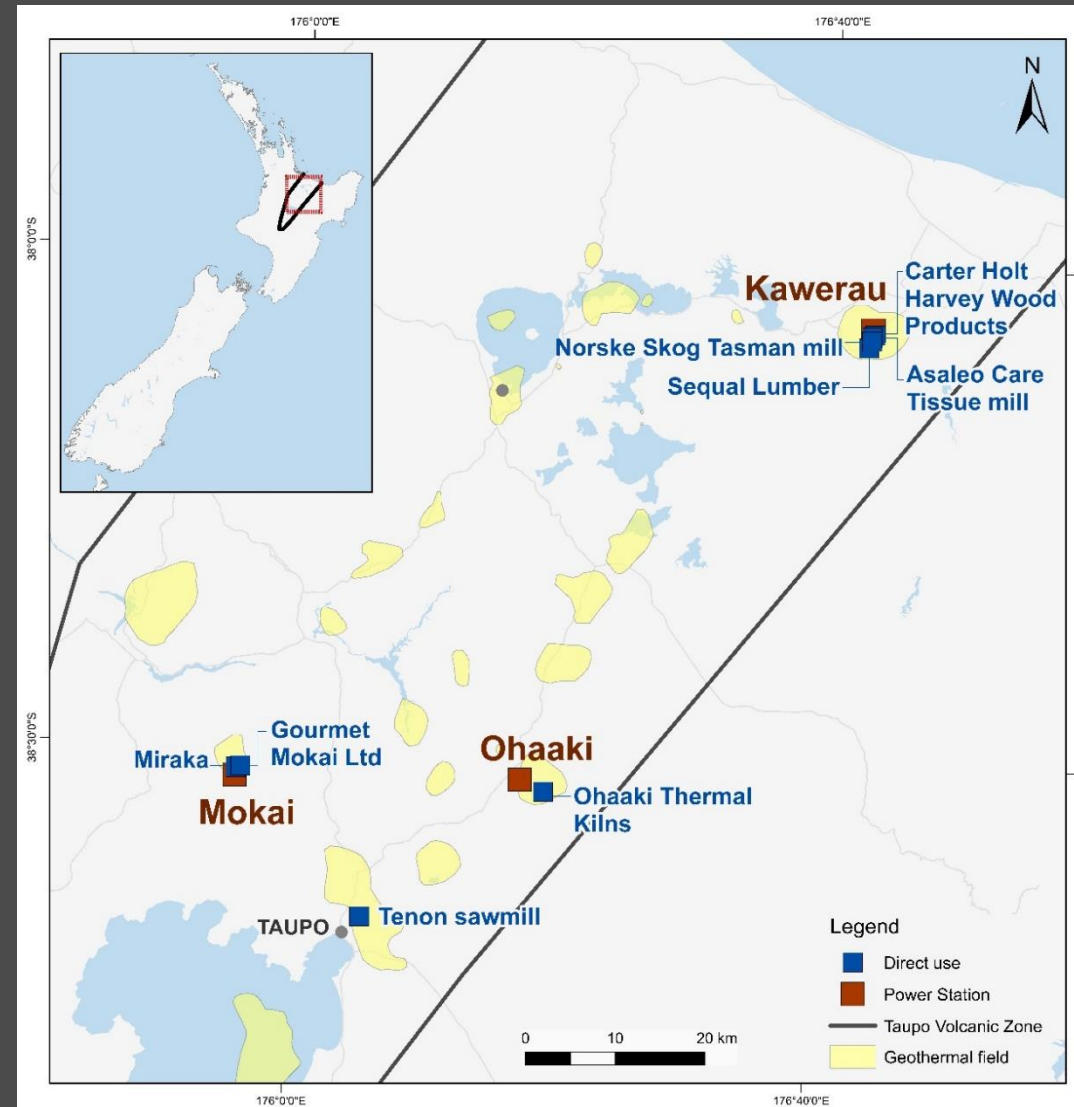 176°0'0"E
176°40'0"E
N
38°0'0"S
Kawerau
Carter Holt
Harvey Wood
Products
Norske Skog Tasman mill
Sequal Lumber
Asaleo Care
Tissue mill
38°30'0"S
Miraka
Gourmet
Mokai Ltd
Mokai
Ohaaki
Ohaaki Thermal
Kilns
Tenon sawmill
TAUPO
Legend
Direct use
Power Station
Taupo Volcanic Zone
Geothermal field
0 10 20 km
176°0'0"E
176°40'0"E